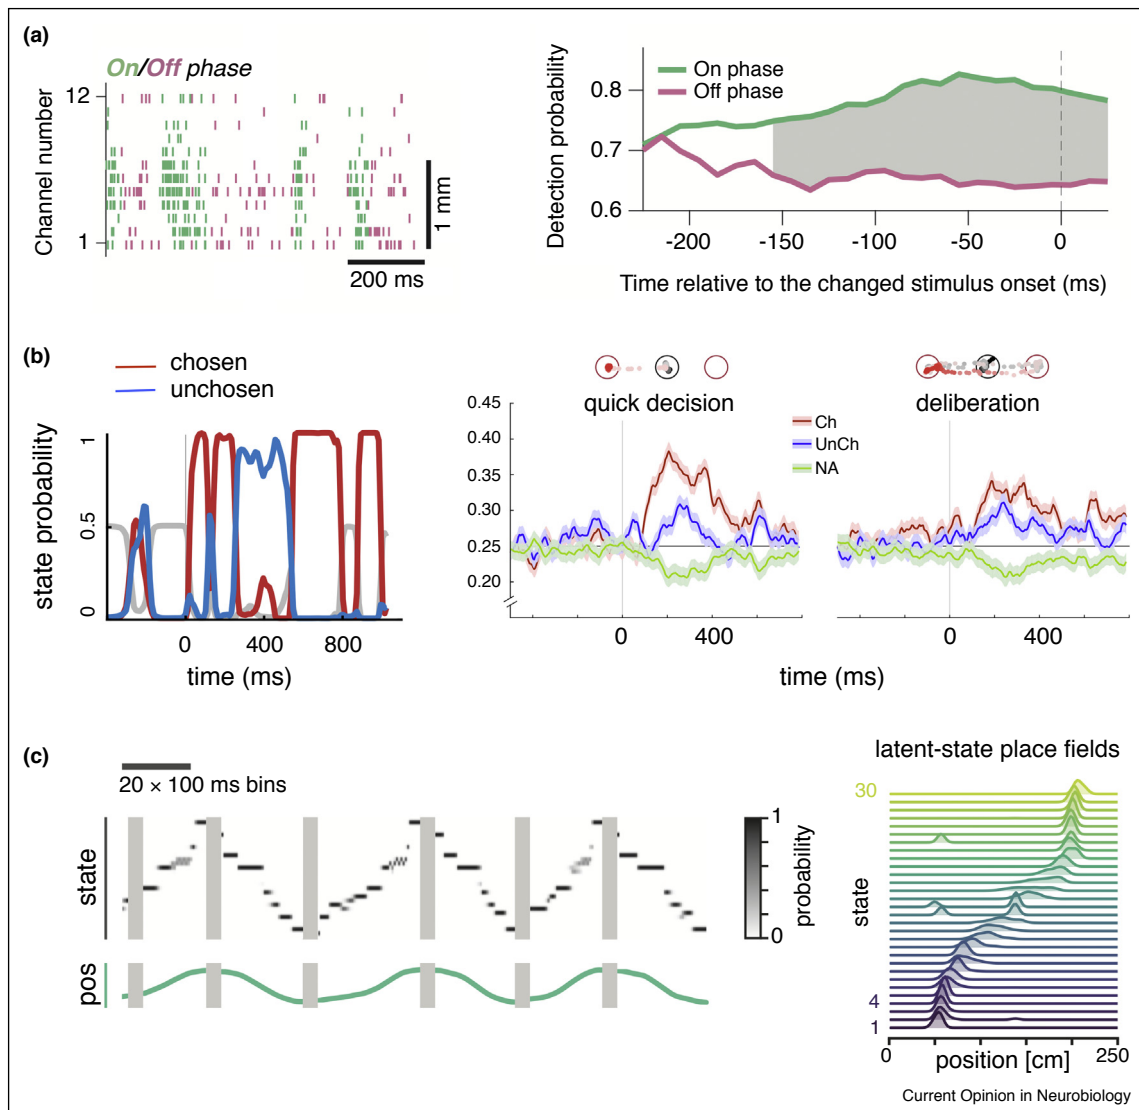 (a)
On/Off phase
12
Channel number
1
1 mm
200 ms
On phase
Off phase
Detection probability
0.8
0.7
0.6
-200
-150
-100
-50
0
Time relative to the changed stimulus onset (ms)
(b)
chosen
unchosen
state probability
1
0.5
0
0
400
800
time (ms)
quick decision
deliberation
0.45
0.40
0.35
0.30
0.25
0.20
Ch
UnCh
NA
0
400
0
400
time (ms)
(c)
20 × 100 ms bins
state
pos
1
0
probability
latent-state place fields
30
state
4
1
0
position [cm]
250
Current Opinion in Neurobiology